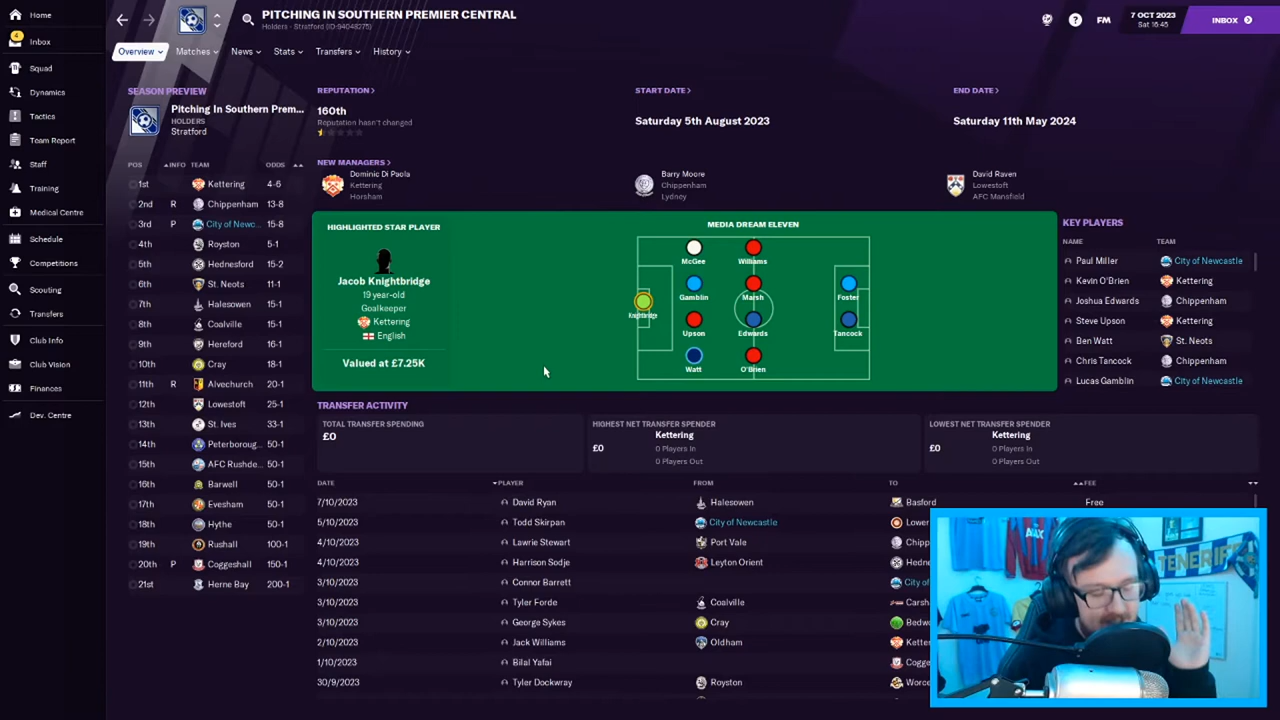 Home
PITCHING IN SOUTHERN PREMIER CENTRAL
Holders - Stratford (ID:94048275)
? FM
7 OCT 2023
Sat 16:45
INBOX
4
Inbox
Squad
Dynamics
Tactics
Team Report
Staff
Training
Medical Centre
Schedule
Competitions
Scouting
Transfers
Club Info
Club Vision
Finances
Dev. Centre
Overview Matches News Stats Transfers History
SEASON PREVIEW
Pitching In Southern Prem...
HOLDERS
Stratford
POS INFO TEAM ODDS
1st Kettering 4-6
2nd R Chippenham 13-8
3rd P City of Newc... 15-8
4th Royston 5-1
5th Hednesford 15-2
6th St. Neots 11-1
7th Halesowen 15-1
8th Coalville 15-1
9th Hereford 16-1
10th Cray 18-1
11th R Alvechurch 20-1
12th Lowestoft 25-1
13th St. Ives 33-1
14th Peterboroug... 50-1
15th AFC Rushde... 50-1
16th Barwell 50-1
17th Evesham 50-1
18th Hythe 50-1
19th Rushall 100-1
20th P Coggeshall 150-1
21st Herne Bay 200-1
REPUTATION
160th
Reputation hasn't changed
START DATE
Saturday 5th August 2023
END DATE
Saturday 11th May 2024
NEW MANAGERS
Dominic Di Paola
Kettering
Horsham
Barry Moore
Chippenham
Lydney
David Raven
Lowestoft
AFC Mansfield
HIGHLIGHTED STAR PLAYER
Jacob Knightbridge
19 year-old
Goalkeeper
Kettering
English
Valued at £7.25K
MEDIA DREAM ELEVEN
McGee Williams
Gamblin Marsh Foster
Knightbridge
Upson Edwards Tancock
Watt O'Brien
KEY PLAYERS
NAME TEAM
Paul Miller City of Newcastle
Kevin O'Brien Kettering
Joshua Edwards Chippenham
Steve Upson Kettering
Ben Watt St. Neots
Chris Tancock Chippenham
Lucas Gamblin City of Newcastle
TRANSFER ACTIVITY
TOTAL TRANSFER SPENDING
£0
HIGHEST NET TRANSFER SPENDER
£0
Kettering
0 Players In
0 Players Out
LOWEST NET TRANSFER SPENDER
£0
Kettering
0 Players In
0 Players Out
DATE PLAYER FROM TO FEE
7/10/2023 David Ryan Halesowen Basford Free
5/10/2023 Todd Skirpan City of Newcastle Lower
4/10/2023 Lawrie Stewart Port Vale Chipp
4/10/2023 Harrison Sodje Leyton Orient Hedne
3/10/2023 Connor Barrett City o
3/10/2023 Tyler Forde Coalville Carsh
3/10/2023 George Sykes Cray Bedw
2/10/2023 Jack Williams Oldham Ketter
1/10/2023 Bilal Yafai Cogge
30/9/2023 Tyler Dockwray Royston Worce
TENERIFE